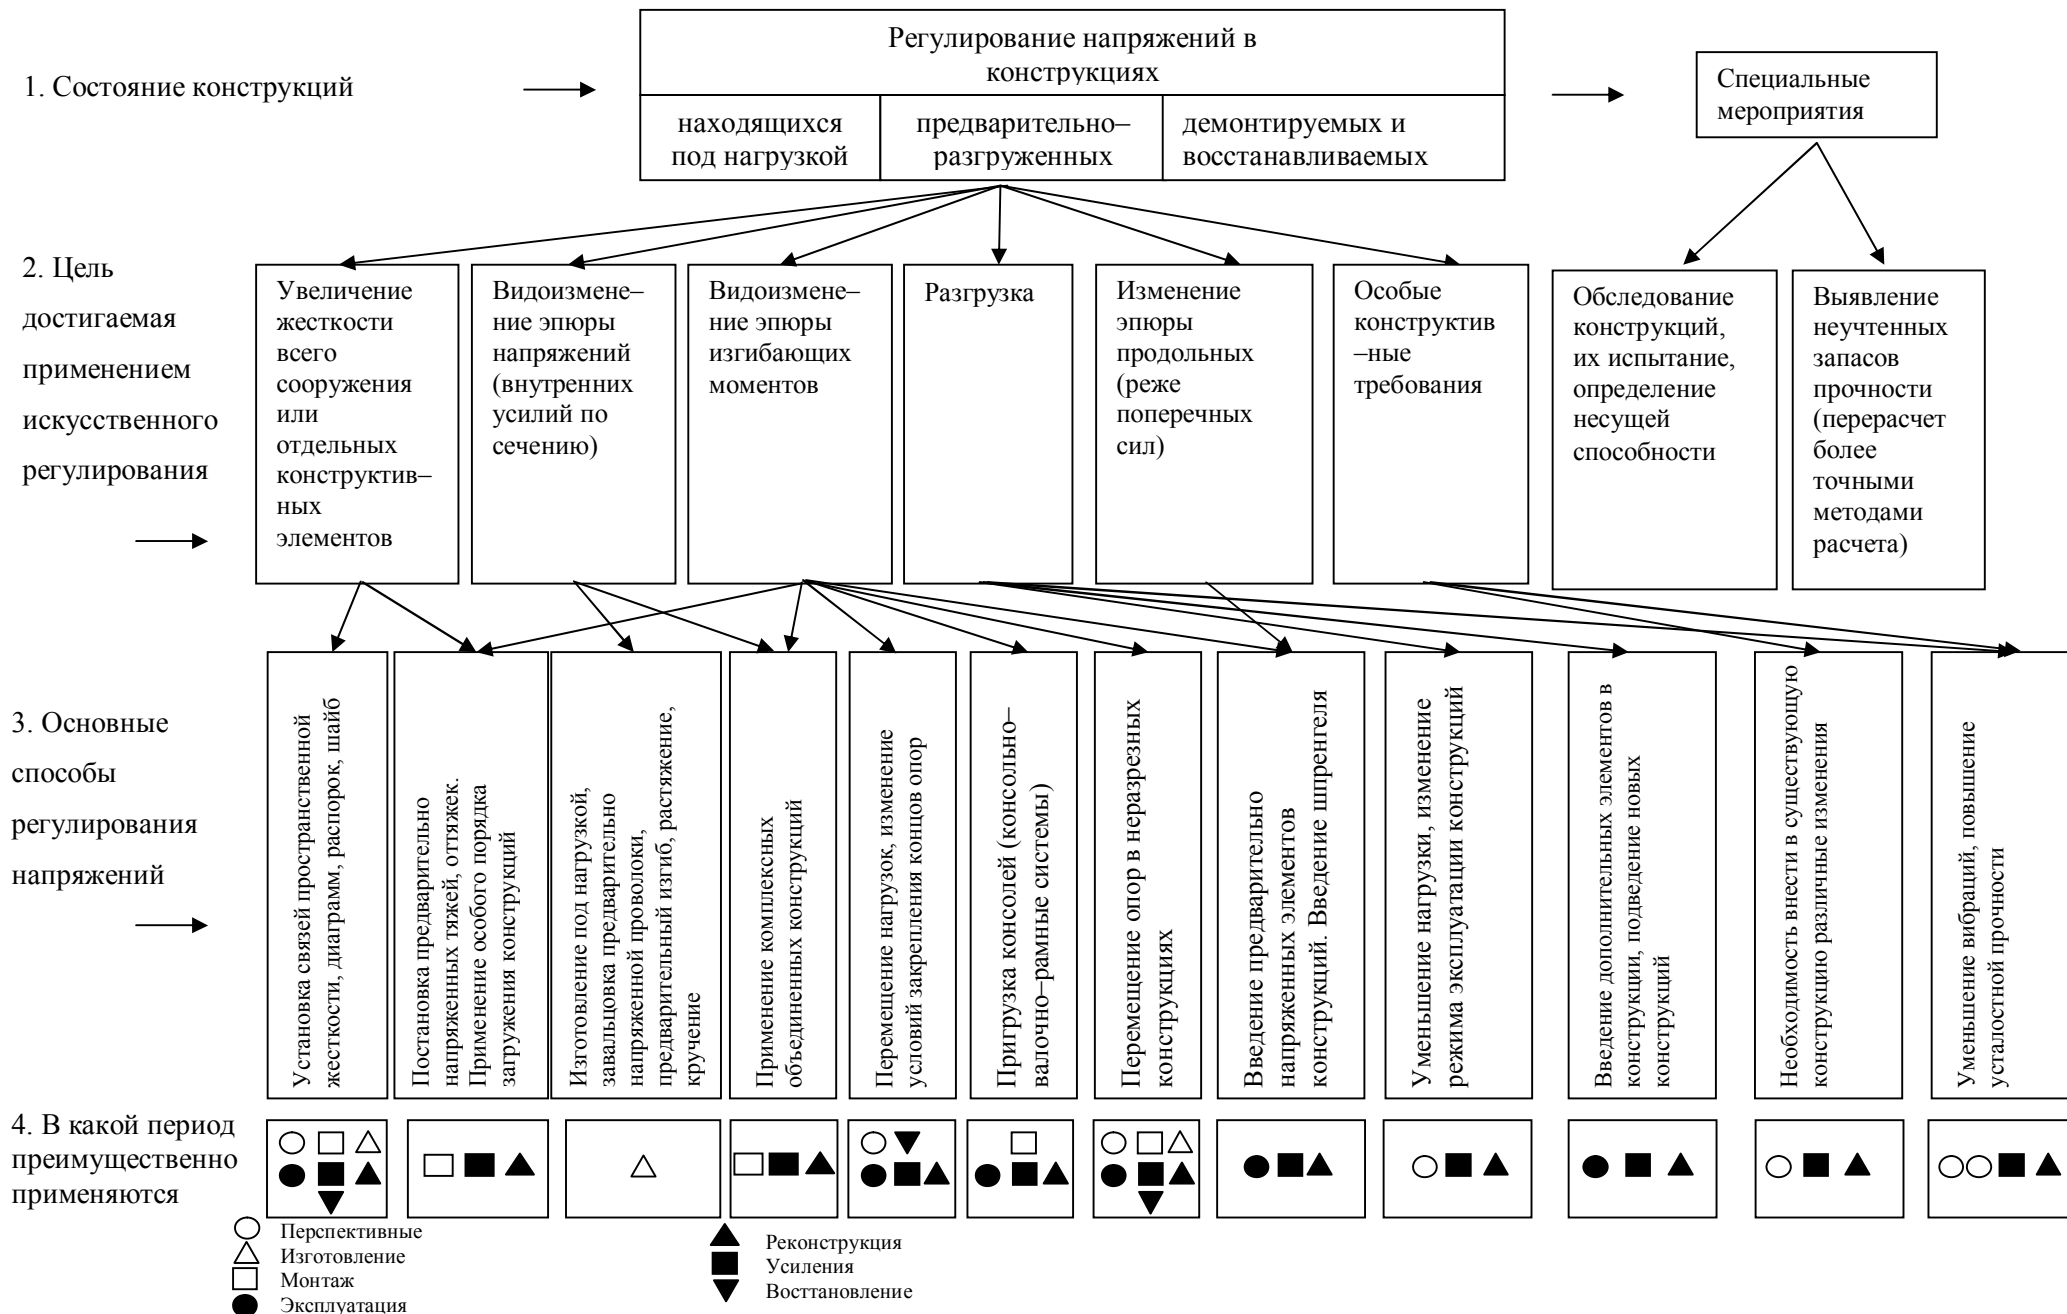 Регулирование напряжений в
конструкциях
1. Состояние конструкций
Специальные
мероприятия
находящихся
под нагрузкой
предварительно–
разгруженных
демонтируемых и
восстанавливаемых
2. Цель
достигаемая
применением
искусственного
регулирования
Увеличение
жесткости
всего
сооружения
или
отдельных
конструктив–
ных
элементов
Видоизмене–
ние эпюры
напряжений
(внутренних
усилий по
сечению)
Видоизмене–
ние эпюры
изгибающих
моментов
Разгрузка
Изменение
эпюры
продольных
(реже
поперечных
сил)
Особые
конструктив
–ные
требования
Обследование
конструкций,
их испытание,
определение
несущей
способности
Выявление
неучтенных
запасов
прочности
(перерасчет
более
точными
методами
расчета)
3. Основные
способы
регулирования
напряжений
Установка связей пространственной
жесткости, диаграмм, распорок, шайб
Постановка предварительно
напряженных тяжей, оттяжек.
Применение особого порядка
загружения конструкций
Изготовление под нагрузкой,
завальцовка предварительно
напряженной проволоки,
предварительный изгиб, растяжение,
кручение
Применение комплексных
объединенных конструкций
Перемещение нагрузок, изменение
условий закрепления концов опор
Пригрузка консолей (консольно–
валочно–рамные системы)
Перемещение опор в неразрезных
конструкциях
Введение предварительно
напряженных элементов
конструкций. Введение шпренгеля
Уменьшение нагрузки, изменение
режима эксплуатации конструкций
Введение дополнительных элементов в
конструкции, подведение новых
конструкций
Необходимость внести в существующую
конструкцию различные изменения
Уменьшение вибраций, повышение
усталостной прочности
4. В какой период
преимущественно
применяются
Перспективные
Изготовление
Монтаж
Эксплуатация
Реконструкция
Усиления
Восттановление